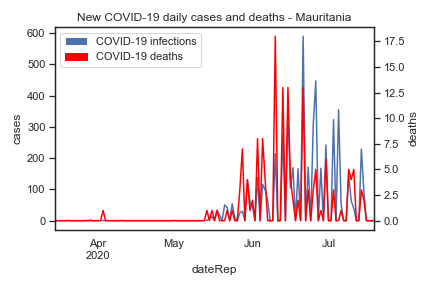 New COVID-19 daily cases and deaths - Mauritania
COVID-19 infections
COVID-19 deaths
600
500
400
300
200
100
0
cases
17.5
15.0
12.5
10.0
7.5
5.0
2.5
0.0
deaths
Apr
2020
May
Jun
Jul
dateRep